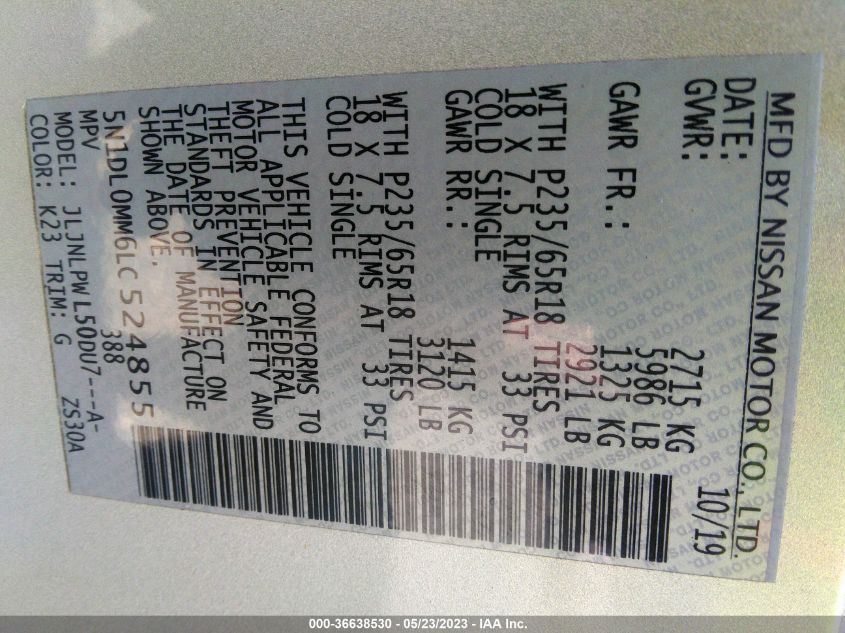 MFD BY NISSAN MOTOR CO., LTD.
DATE: 10/19
GVWR: 2715 KG
5986 LB
GAWR FR.: 1325 KG
2921 LB
WITH P235/65R18 TIRES
18 X 7.5 RIMS AT 33 PSI
COLD SINGLE
GAWR RR.: 1415 KG
3120 LB
WITH P235/65R18 TIRES
18 X 7.5 RIMS AT 33 PSI
COLD SINGLE
THIS VEHICLE CONFORMS TO
ALL APPLICABLE FEDERAL
MOTOR VEHICLE SAFETY AND
THEFT PREVENTION
STANDARDS IN EFFECT ON
THE DATE OF MANUFACTURE
SHOWN ABOVE.
5N1DL0MM6LC524855
MPV 388
MODEL: JLJNLPWL50DU7---A-
COLOR: K23 TRIM: G ZS30A
000-36638530 - 05/23/2023 - IAA Inc.